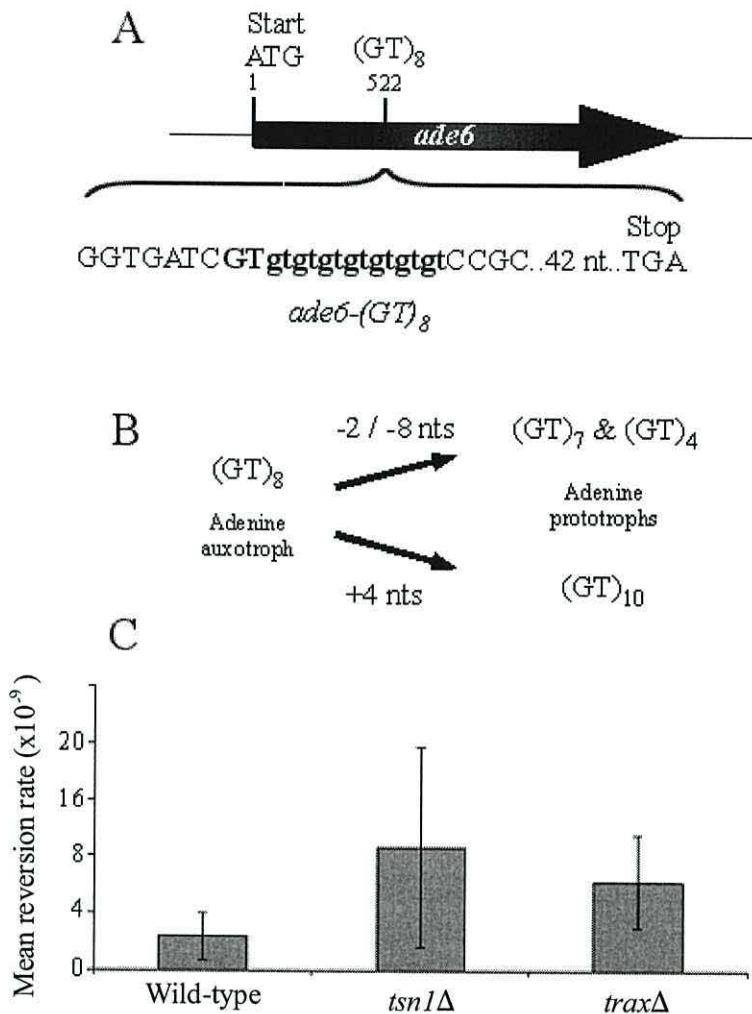 A
Start
ATG
(GT)8
1
522
ade6
Stop
GGTGATCGTgtgtgtgtgtgtgtCCGC..42 nt..TGA
ade6-(GT)8
B
-2 / -8 nts
(GT)7 & (GT)4
(GT)8
Adenine
auxotroph
Adenine
prototrophs
+4 nts
(GT)10
C
Mean reversion rate (x10-9)
20
16
8
4
0
Wild-type
tsn1Δ
traxΔ